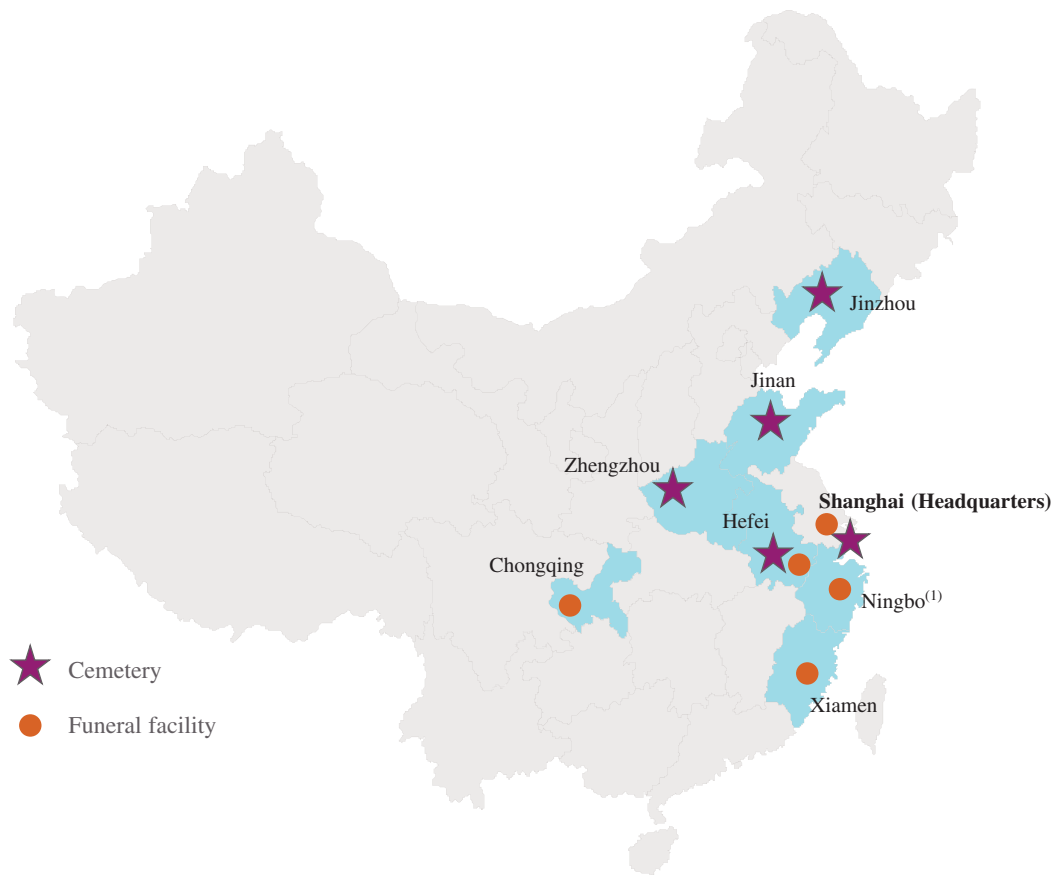 Jinzhou
Jinan
Zhengzhou
Shanghai (Headquarters)
Hefei
Chongqing
Ningbo(1)
Cemetery
Xiamen
Funeral facility